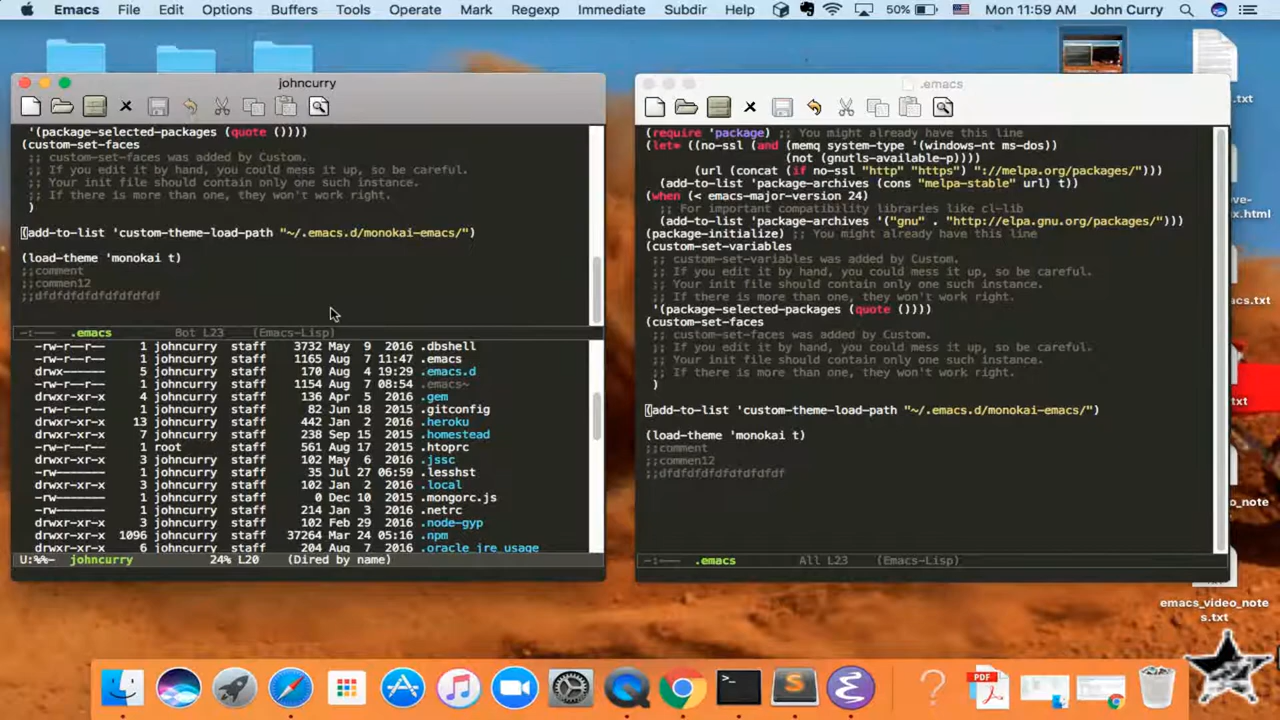 Emacs File Edit Options Buffers Tools Operate Mark Regexp Immediate Subdir Help 50% Mon 11:59 AM John Curry
johncurry
'(package-selected-packages (quote ())))
(custom-set-faces
;; custom-set-faces was added by Custom.
;; If you edit it by hand, you could mess it up, so be careful.
;; Your init file should contain only one such instance.
;; If there is more than one, they won't work right.
)
(add-to-list 'custom-theme-load-path "~/.emacs.d/monokai-emacs/")
(load-theme 'monokai t)
;;comment
;;commen12
;;dfdfdfdfdfdfdfdfdf
-:--- .emacs Bot L23 (Emacs-Lisp)
-rw-r--r-- 1 johncurry staff 3732 May 9 2016 .dbshell
-rw-r--r-- 1 johncurry staff 1165 Aug 7 11:47 .emacs
drwx------ 5 johncurry staff 170 Aug 4 19:29 .emacs.d
-rw-r--r-- 1 johncurry staff 1154 Aug 7 08:54 .emacs~
drwxr-xr-x 4 johncurry staff 136 Apr 5 2016 .gem
-rw-r--r-- 1 johncurry staff 82 Jun 18 2015 .gitconfig
drwxr-xr-x 13 johncurry staff 442 Jan 2 2016 .heroku
drwxr-xr-x 7 johncurry staff 238 Sep 15 2015 .homestead
-rw-r--r-- 1 root staff 561 Aug 17 2015 .htoprc
drwxr-xr-x 3 johncurry staff 102 May 6 2016 .jssc
-rw------- 1 johncurry staff 35 Jul 27 06:59 .lesshst
drwxr-xr-x 3 johncurry staff 102 Jan 2 2016 .local
-rw------- 1 johncurry staff 0 Dec 10 2015 .mongorc.js
-rw------- 1 johncurry staff 214 Jan 3 2016 .netrc
drwxr-xr-x 3 johncurry staff 102 Feb 29 2016 .node-gyp
drwxr-xr-x 1096 johncurry staff 37264 Mar 24 05:16 .npm
drwxr-xr-x 6 johncurry staff 204 Aug 7 2016 .oracle_jre_usage
U:%%- johncurry 24% L20 (Dired by name)
.emacs
(require 'package) ;; You might already have this line
(let* ((no-ssl (and (memq system-type '(windows-nt ms-dos))
(not (gnutls-available-p))))
(url (concat (if no-ssl "http" "https") "://melpa.org/packages/")))
(add-to-list 'package-archives (cons "melpa-stable" url) t))
(when (< emacs-major-version 24)
;; For important compatibility libraries like cl-lib
(add-to-list 'package-archives '("gnu" . "http://elpa.gnu.org/packages/")))
(package-initialize) ;; You might already have this line
(custom-set-variables
;; custom-set-variables was added by Custom.
;; If you edit it by hand, you could mess it up, so be careful.
;; Your init file should contain only one such instance.
;; If there is more than one, they won't work right.
'(package-selected-packages (quote ())))
(custom-set-faces
;; custom-set-faces was added by Custom.
;; If you edit it by hand, you could mess it up, so be careful.
;; Your init file should contain only one such instance.
;; If there is more than one, they won't work right.
)
(add-to-list 'custom-theme-load-path "~/.emacs.d/monokai-emacs/")
(load-theme 'monokai t)
;;comment
;;commen12
;;dfdfdfdfdfdfdfdfdf
-:--- .emacs All L23 (Emacs-Lisp)
.txt
x.html
cs.txt
txt
emacs_video_note
s.txt
PDF